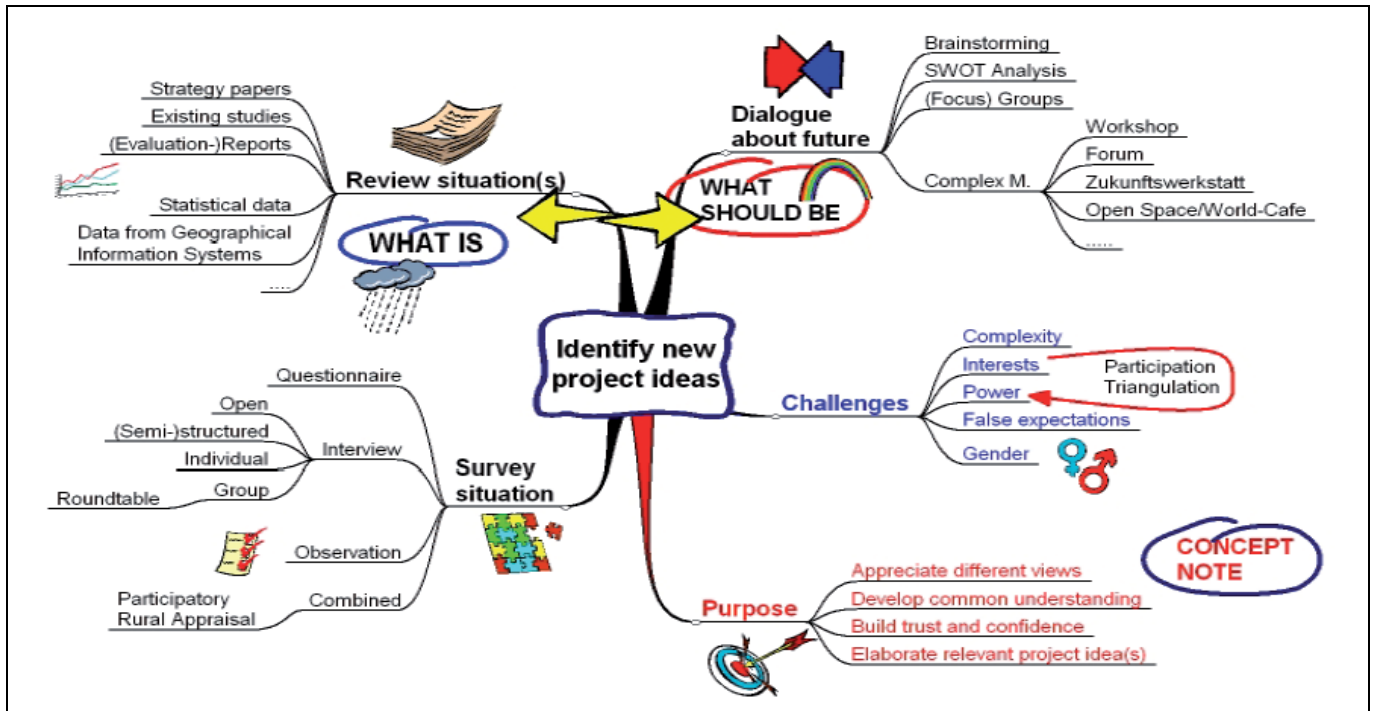 Strategy papers
Existing studies
(Evaluation-)Reports
Review situation(s)
Statistical data
Data from Geographical
Information Systems
....
WHAT IS
Dialogue
about future
Brainstorming
SWOT Analysis
(Focus) Groups
Complex M.
Workshop
Forum
Zukunftswerkstatt
Open Space/World-Cafe
.....
WHAT
SHOULD BE
Identify new
project ideas
Challenges
Complexity
Interests
Power
False expectations
Gender
Participation
Triangulation
Survey
situation
Questionnaire
Interview
Open
(Semi-)structured
Individual
Group
Roundtable
Observation
Combined
Participatory
Rural Appraisal
Purpose
Appreciate different views
Develop common understanding
Build trust and confidence
Elaborate relevant project idea(s)
CONCEPT
NOTE